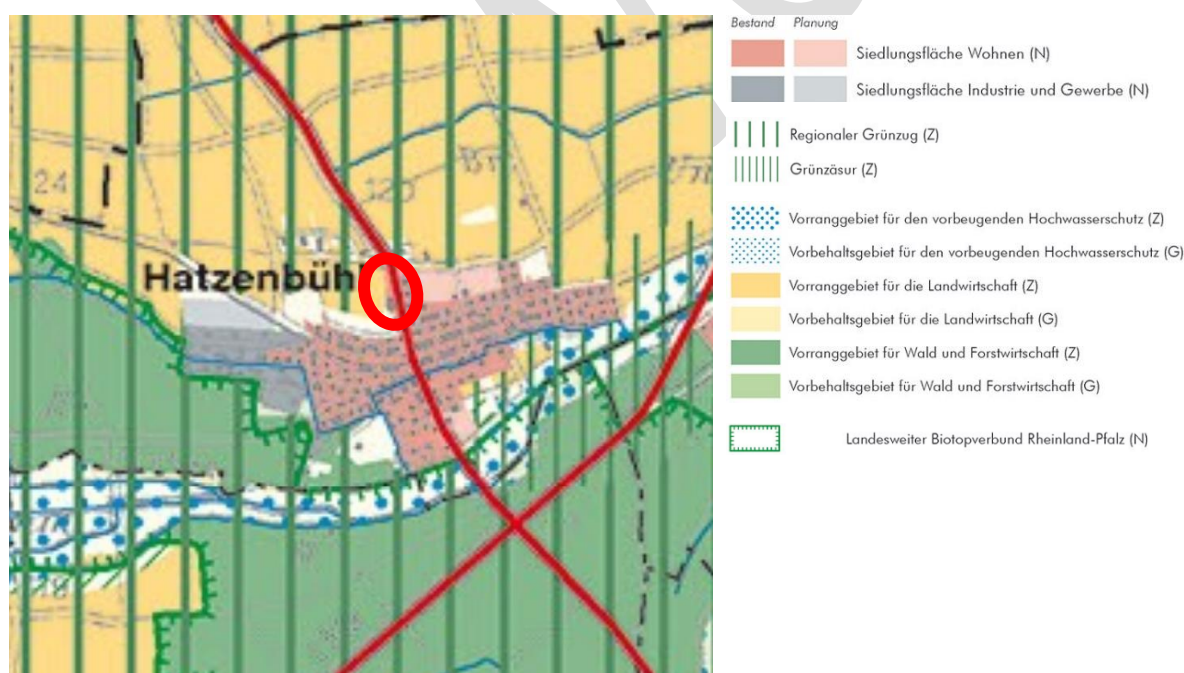 24
120
Hatzenbüh
Bestand Planung
Siedlungsfläche Wohnen (N)
Siedlungsfläche Industrie und Gewerbe (N)
Regionaler Grünzug (Z)
Grünzäsur (Z)
Vorranggebiet für den vorbeugenden Hochwasserschutz (Z)
Vorbehaltsgebiet für den vorbeugenden Hochwasserschutz (G)
Vorranggebiet für die Landwirtschaft (Z)
Vorbehaltsgebiet für die Landwirtschaft (G)
Vorranggebiet für Wald und Forstwirtschaft (Z)
Vorbehaltsgebiet für Wald und Forstwirtschaft (G)
Landesweiter Biotopverbund Rheinland-Pfalz (N)